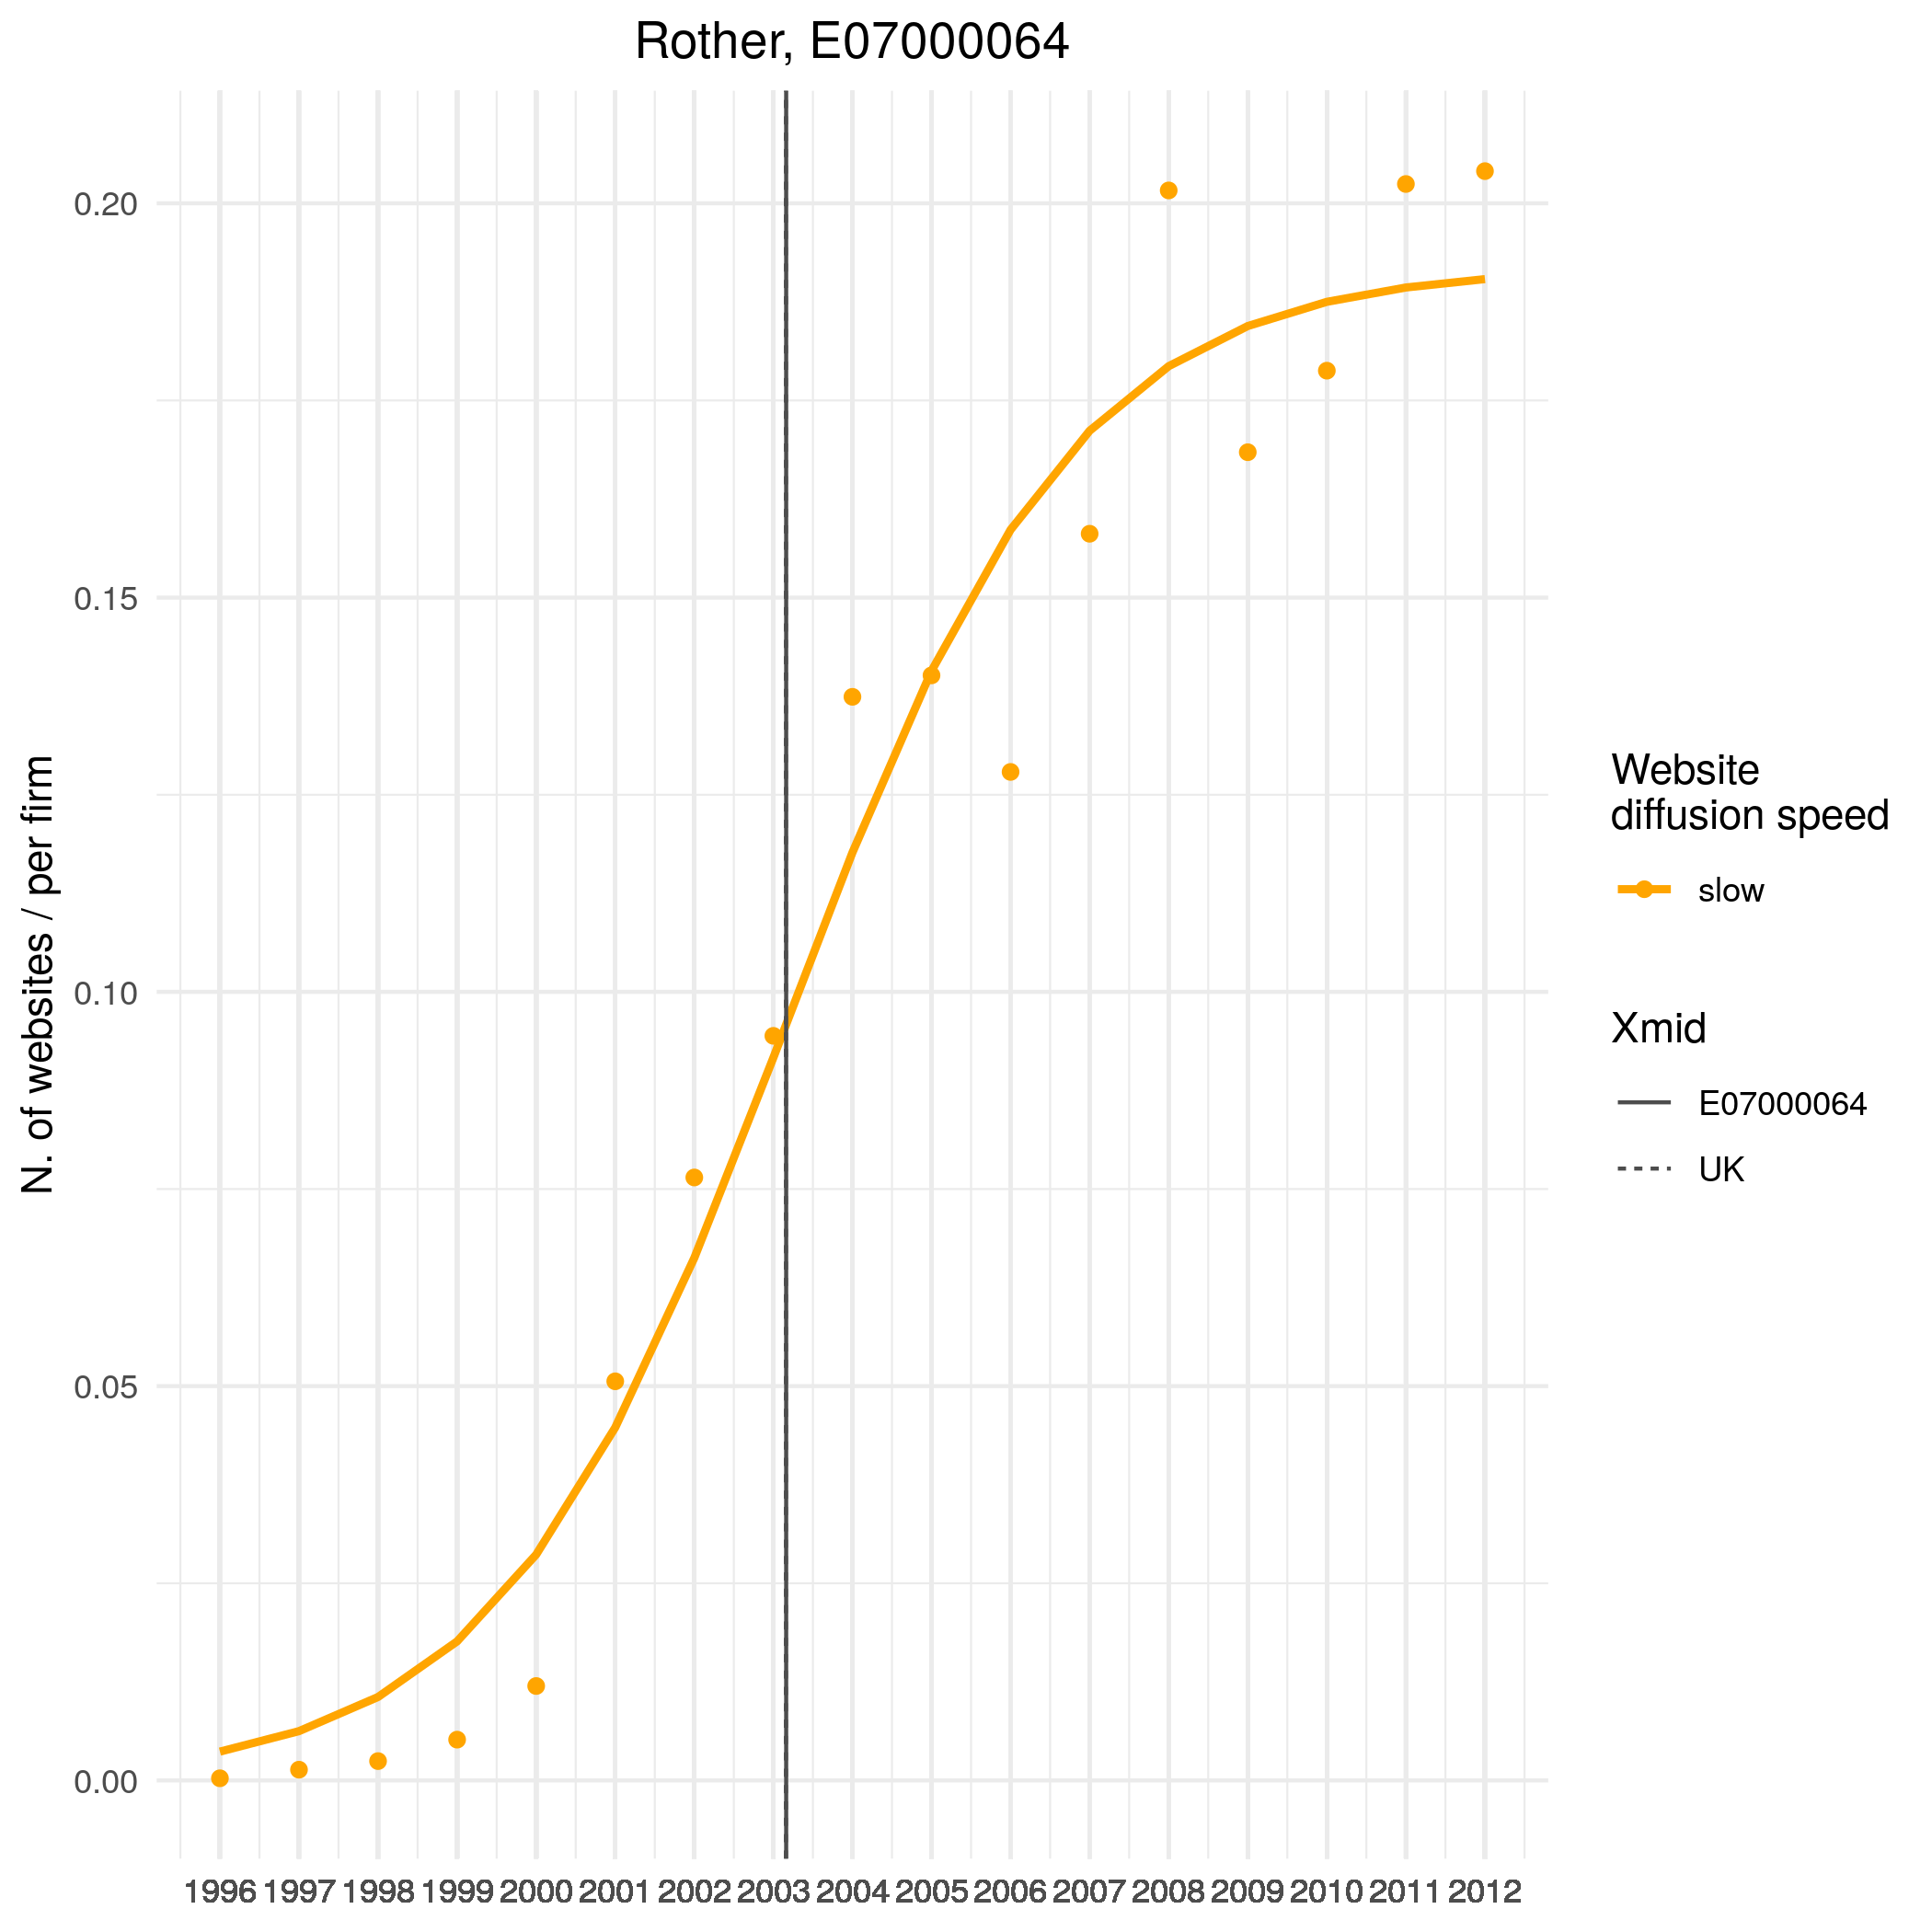 Rother, E07000064
N. of websites / per firm
0.20
0.15
0.10
0.05
0.00
1996 1997 1998 1999 2000 2001 2002 2003 2004 2005 2006 2007 2008 2009 2010 2011 2012
Website
diffusion speed
slow
Xmid
E07000064
UK